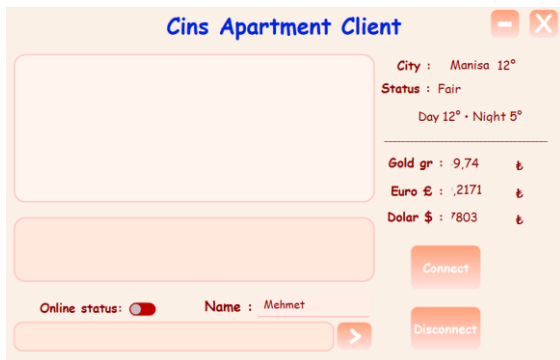 Cins Apartment Client
City : Manisa 12°
Status : Fair
Day 12° • Night 5°
Gold gr : 9,74 ₺
Euro £ : ,2171 ₺
Dolar $ : 7803 ₺
Connect
Online status: Name : Mehmet
Disconnect